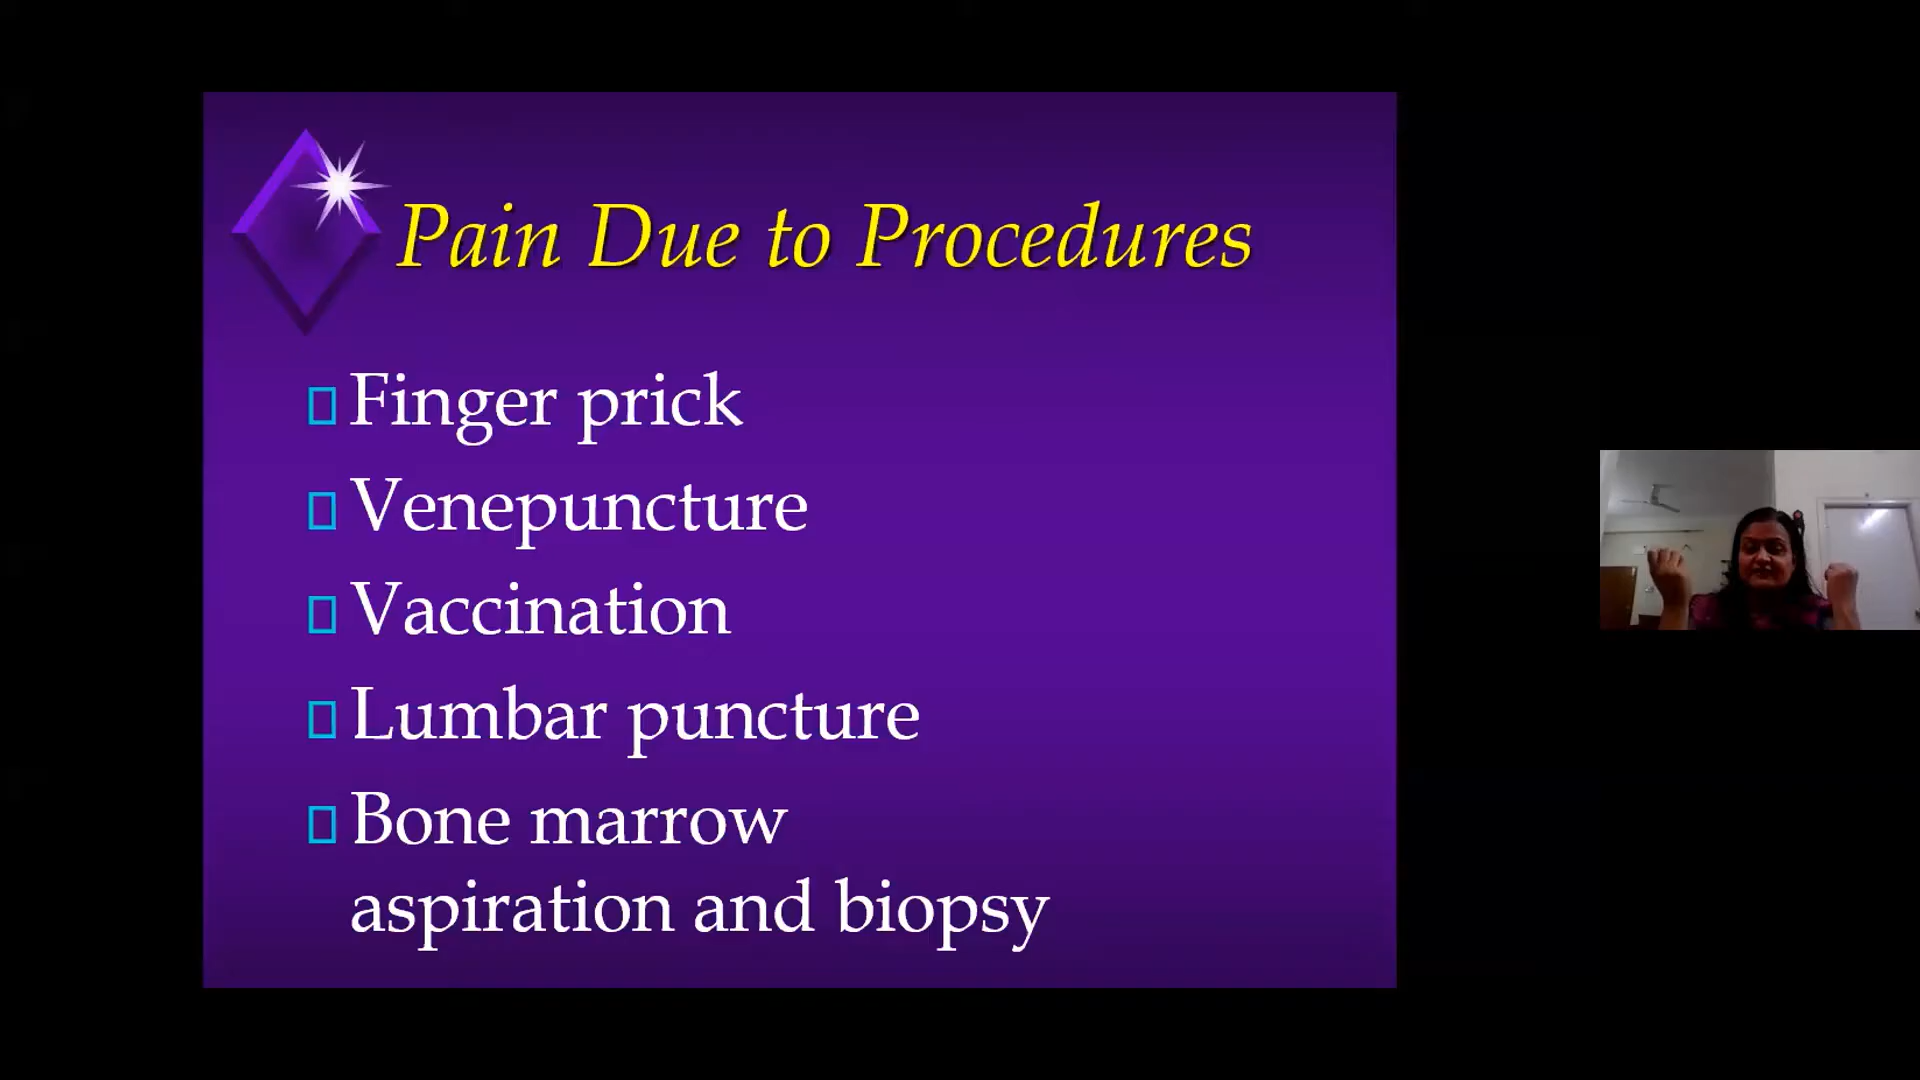 Pain Due to Procedures
Finger prick
Venepuncture
Vaccination
Lumbar puncture
Bone marrow
aspiration and biopsy